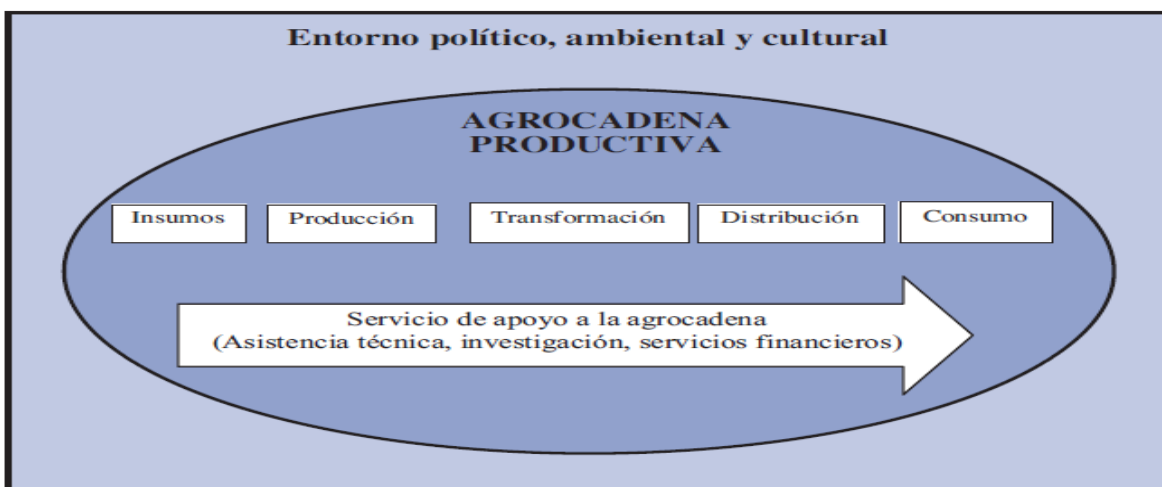 Entorno político, ambiental y cultural
AGROCADENA
PRODUCTIVA
Insumos
Producción
Transformación
Distribución
Consumo
Servicio de apoyo a la agrocadena
(Asistencia técnica, investigación, servicios financieros)